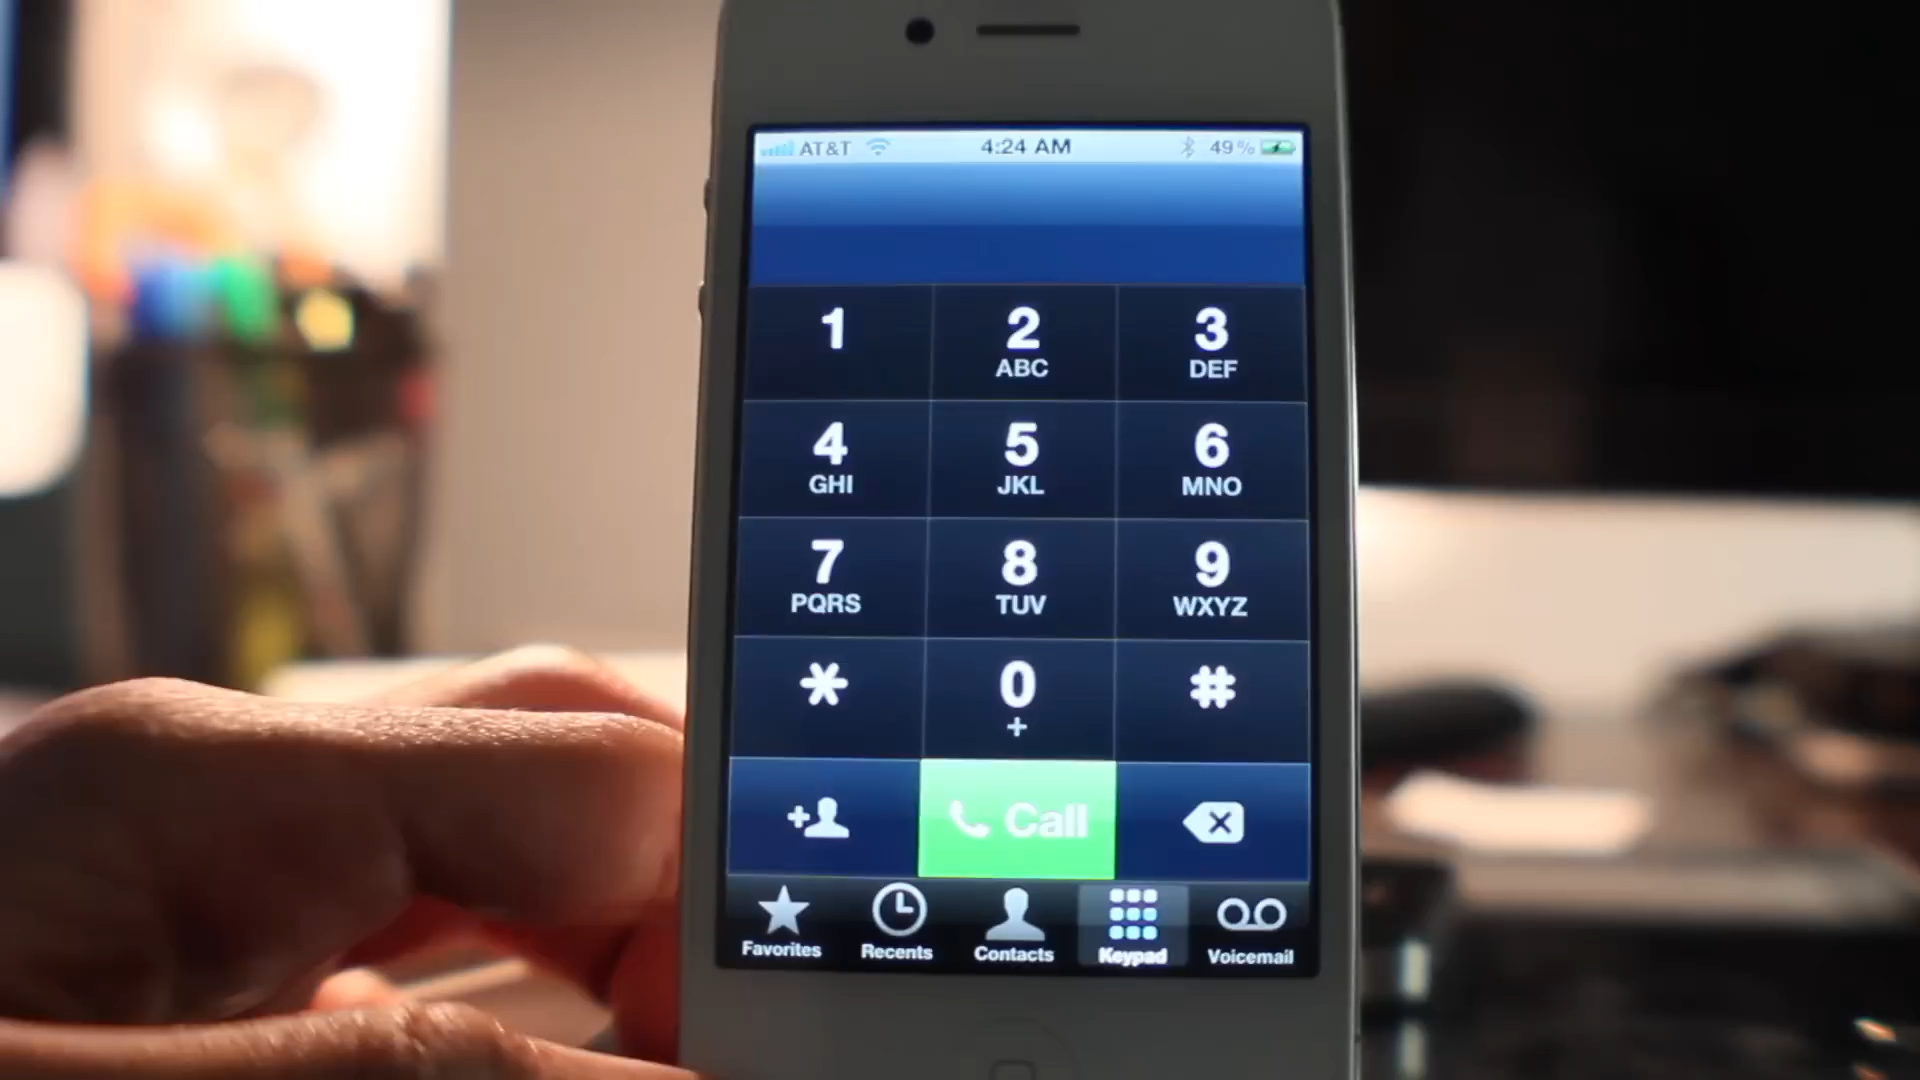 AT&T 4:24 AM 49%
1 2 3
ABC DEF
4 5 6
GHI JKL MNO
7 8 9
PQRS TUV WXYZ
* 0 #
+
+ Call
Favorites Recents Contacts Keypad Voicemail